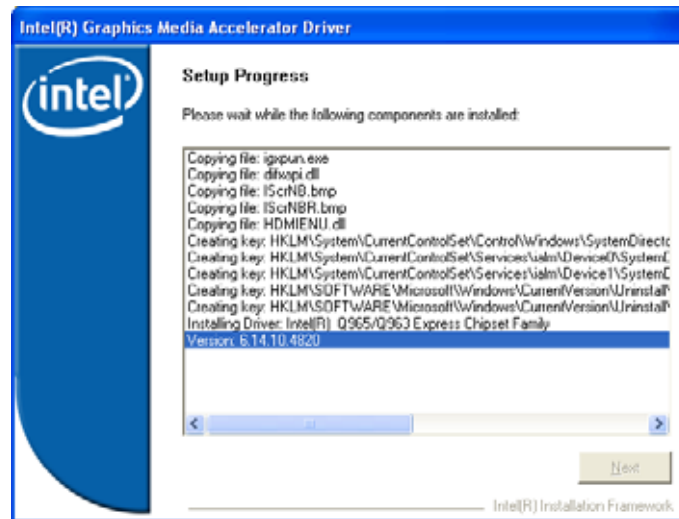 Intel(R) Graphics Media Accelerator Driver
intel
Setup Progress
Please wait while the following components are installed:
Copying file: igxpun.exe
Copying file: difxapi.dll
Copying file: IScrNB.bmp
Copying file: IScrNBR.bmp
Copying file: HDMIENU.dll
Creating key: HKLM\System\CurrentControlSet\Control\Windows\SystemDirecto
Creating key: HKLM\System\CurrentControlSet\Services\ialm\Device0\SystemD
Creating key: HKLM\System\CurrentControlSet\Services\ialm\Device1\SystemD
Creating key: HKLM\SOFTWARE\Microsoft\Windows\CurrentVersion\Uninstall\
Creating key: HKLM\SOFTWARE\Microsoft\Windows\CurrentVersion\Uninstall\
Installing Driver: Intel(R) Q965/Q963 Express Chipset Family
Version: 6.14.10.4820
Next
Intel(R) Installation Framework